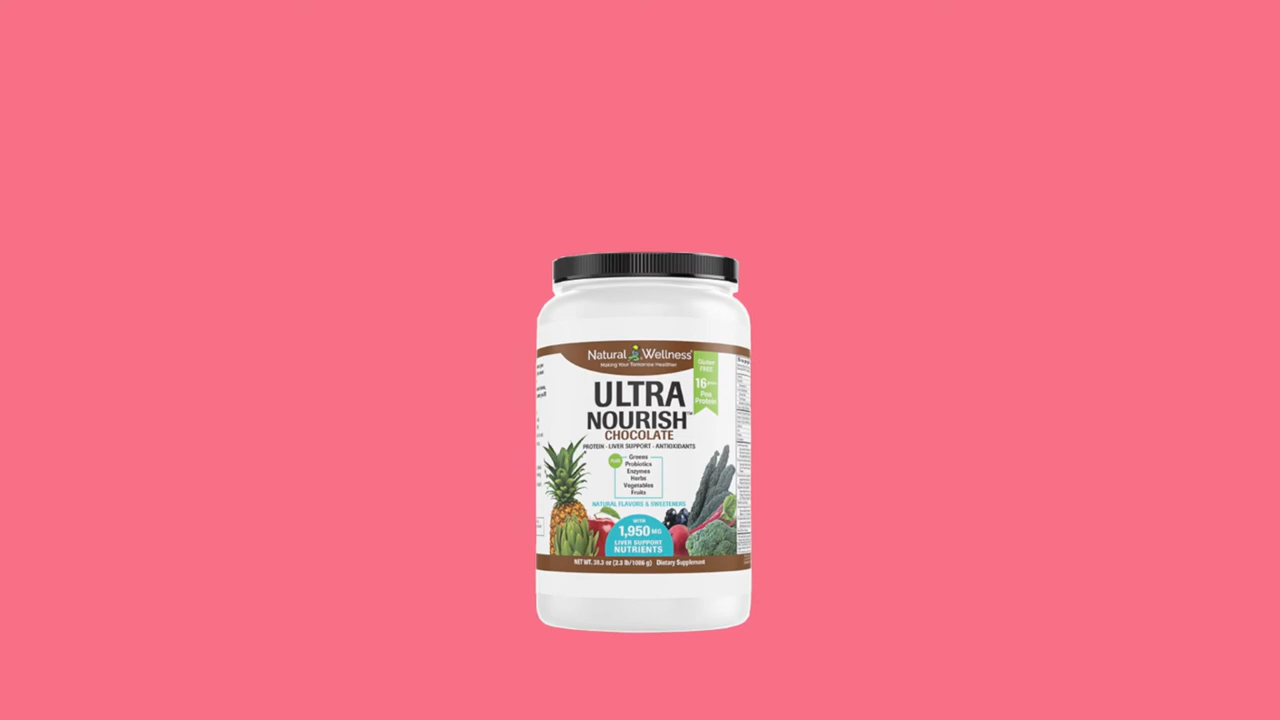 Natural Wellness
Making Your Tomorrow Healthier
Gluten
FREE
16 grams
Pea
Protein
ULTRA
NOURISH™
CHOCOLATE
PROTEIN - LIVER SUPPORT - ANTIOXIDANTS
PLUS
Greens
Probiotics
Enzymes
Herbs
Vegetables
Fruits
NATURAL FLAVORS & SWEETENERS
WITH
1,950 MG
LIVER SUPPORT
NUTRIENTS
Dietary Supplement